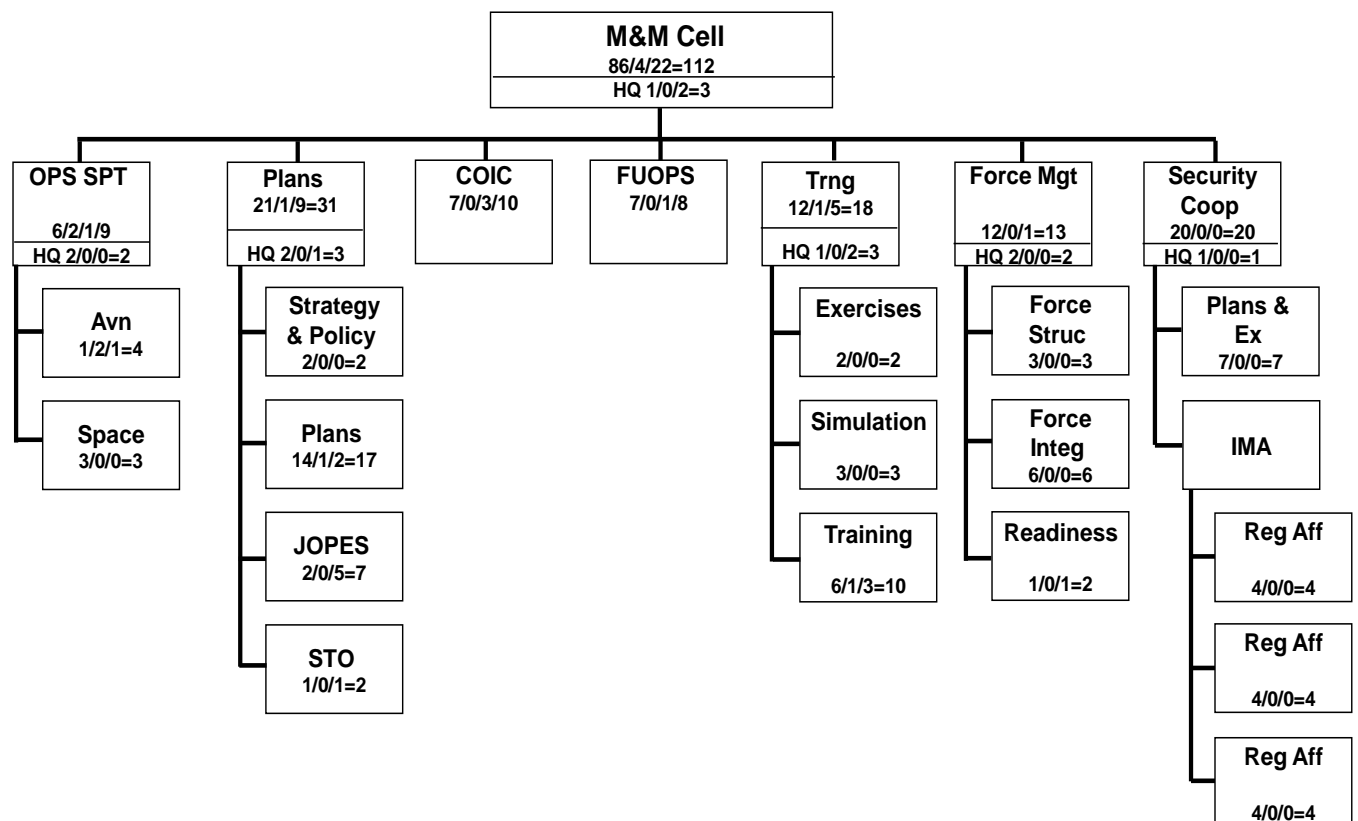 M&M Cell
86/4/22=112
HQ 1/0/2=3
OPS SPT
6/2/1/9
HQ 2/0/0=2
Plans
21/1/9=31
HQ 2/0/1=3
COIC
7/0/3/10
FUOPS
7/0/1/8
Trng
12/1/5=18
HQ 1/0/2=3
Force Mgt
12/0/1=13
HQ 2/0/0=2
Security
Coop
20/0/0=20
HQ 1/0/0=1
Avn
1/2/1=4
Space
3/0/0=3
Strategy
& Policy
2/0/0=2
Plans
14/1/2=17
JOPES
2/0/5=7
STO
1/0/1=2
Exercises
2/0/0=2
Simulation
3/0/0=3
Training
6/1/3=10
Force
Struc
3/0/0=3
Force
Integ
6/0/0=6
Readiness
1/0/1=2
Plans &
Ex
7/0/0=7
IMA
Reg Aff
4/0/0=4
Reg Aff
4/0/0=4
Reg Aff
4/0/0=4